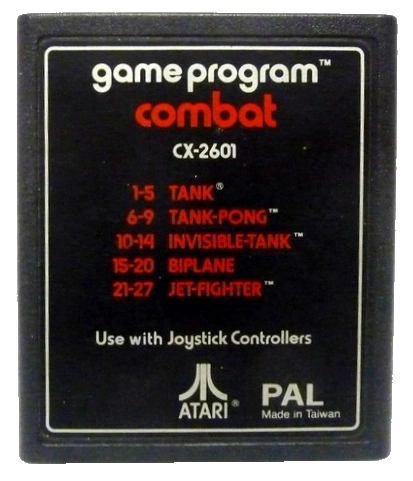 game program™
combat
CX-2601
1-5 TANK®
6-9 TANK-PONG™
10-14 INVISIBLE-TANK™
15-20 BIPLANE
21-27 JET-FIGHTER™
Use with Joystick Controllers
ATARI®
PAL
Made in Taiwan